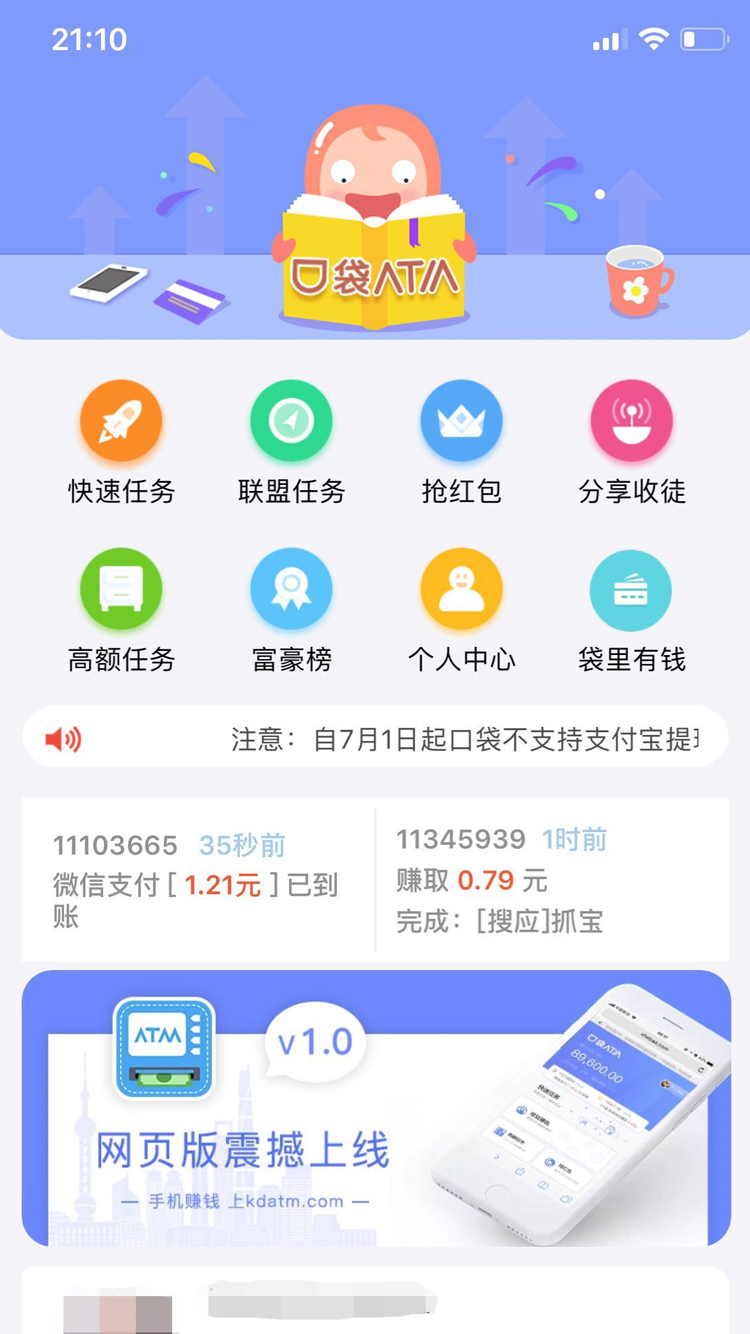 21:10
口袋ATM
快速任务 联盟任务 抢红包 分享收徒
高额任务 富豪榜 个人中心 袋里有钱
注意：自7月1日起口袋不支持支付宝提
11103665 35秒前
微信支付 [ 1.21元 ] 已到
账
11345939 1时前
赚取 0.79 元
完成：[搜应]抓宝
ATM
v1.0
网页版震撼上线
— 手机赚钱 上kdatm.com —
口袋ATM
89,600.00
快速任务